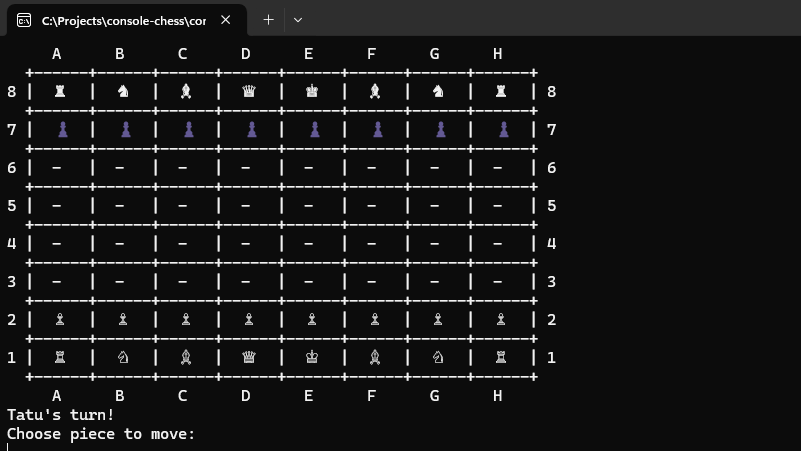 C:\Projects\console-chess\cor
A B C D E F G H
+------+------+------+------+------+------+------+------+
8 | ♜ | ♞ | ♝ | ♛ | ♚ | ♝ | ♞ | ♜ | 8
+------+------+------+------+------+------+------+------+
7 | ♟ | ♟ | ♟ | ♟ | ♟ | ♟ | ♟ | ♟ | 7
+------+------+------+------+------+------+------+------+
6 | - | - | - | - | - | - | - | - | 6
+------+------+------+------+------+------+------+------+
5 | - | - | - | - | - | - | - | - | 5
+------+------+------+------+------+------+------+------+
4 | - | - | - | - | - | - | - | - | 4
+------+------+------+------+------+------+------+------+
3 | - | - | - | - | - | - | - | - | 3
+------+------+------+------+------+------+------+------+
2 | ♙ | ♙ | ♙ | ♙ | ♙ | ♙ | ♙ | ♙ | 2
+------+------+------+------+------+------+------+------+
1 | ♖ | ♘ | ♗ | ♕ | ♔ | ♗ | ♘ | ♖ | 1
+------+------+------+------+------+------+------+------+
A B C D E F G H
Tatu's turn!
Choose piece to move: